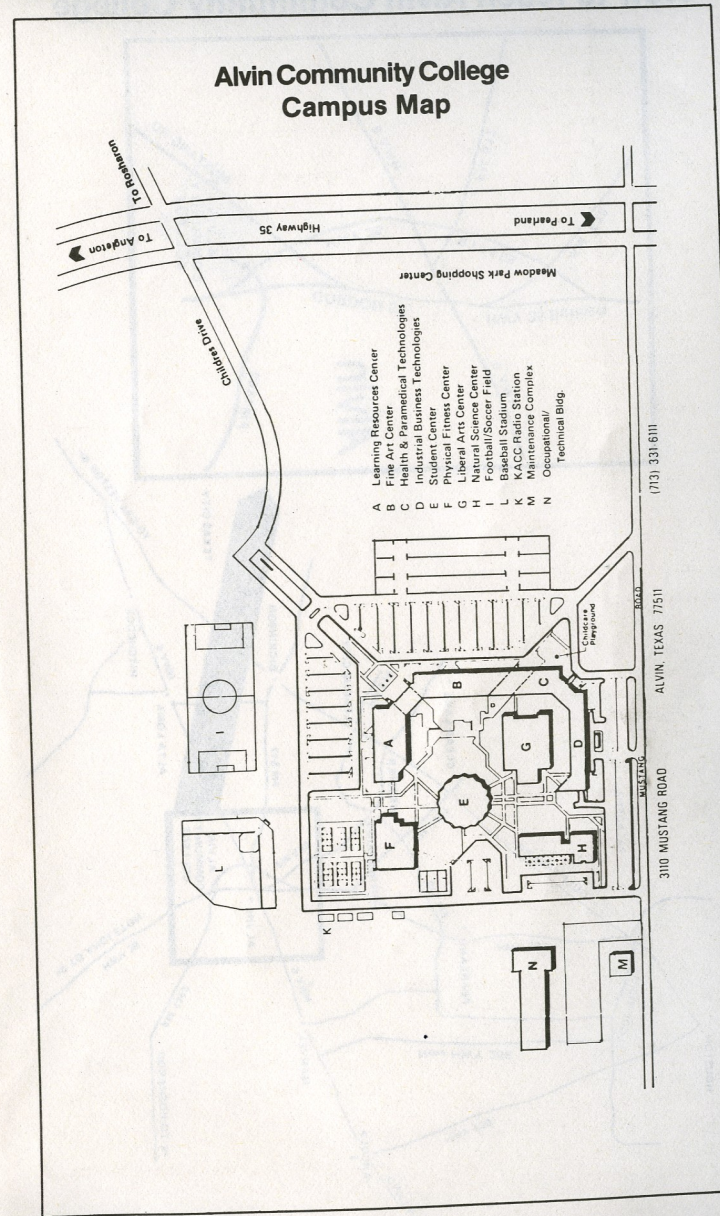 Alvin Community College
Campus Map
To Rosharon
To Angleton
Highway 35
To Pearland
Childres Drive
Meadow Park Shopping Center
A Learning Resources Center
B Fine Art Center
C Health & Paramedical Technologies
D Industrial Business Technologies
E Student Center
F Physical Fitness Center
G Liberal Arts Center
H Natural Science Center
I Football/Soccer Field
L Baseball Stadium
K KACC Radio Station
M Maintenance Complex
N Occupational/
Technical Bldg.
I
L
K
A
B
C
D
E
F
G
H
N
M
Childcare
Playground
MUSTANG
ROAD
3110 MUSTANG ROAD
ALVIN, TEXAS 77511
(713) 331-6111